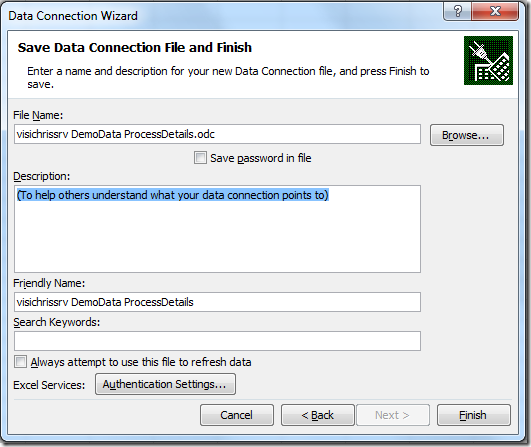 Data Connection Wizard
Save Data Connection File and Finish
Enter a name and description for your new Data Connection file, and press Finish to
save.
File Name:
visichrissrv DemoData ProcessDetails.odc
Browse...
Save password in file
Description:
(To help others understand what your data connection points to)
Friendly Name:
visichrissrv DemoData ProcessDetails
Search Keywords:
Always attempt to use this file to refresh data
Excel Services: Authentication Settings...
Cancel < Back Next > Finish